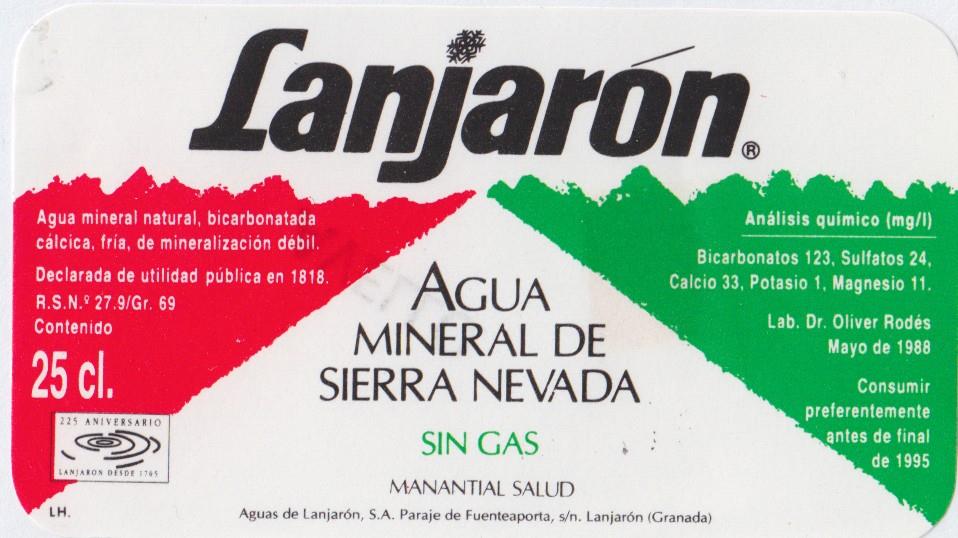 Lanjarón®
Agua mineral natural, bicarbonatada
cálcica, fría, de mineralización débil.
Declarada de utilidad pública en 1818.
R.S.N.º 27.9/Gr. 69
Contenido
25 cl.
225 ANIVERSARIO
LANJARON DESDE 1765
LH.
AGUA
MINERAL DE
SIERRA NEVADA
SIN GAS
MANANTIAL SALUD
Aguas de Lanjarón, S.A. Paraje de Fuenteaporta, s/n. Lanjarón (Granada)
Análisis químico (mg/l)
Bicarbonatos 123, Sulfatos 24,
Calcio 33, Potasio 1, Magnesio 11.
Lab. Dr. Oliver Rodés
Mayo de 1988
Consumir
preferentemente
antes de final
de 1995